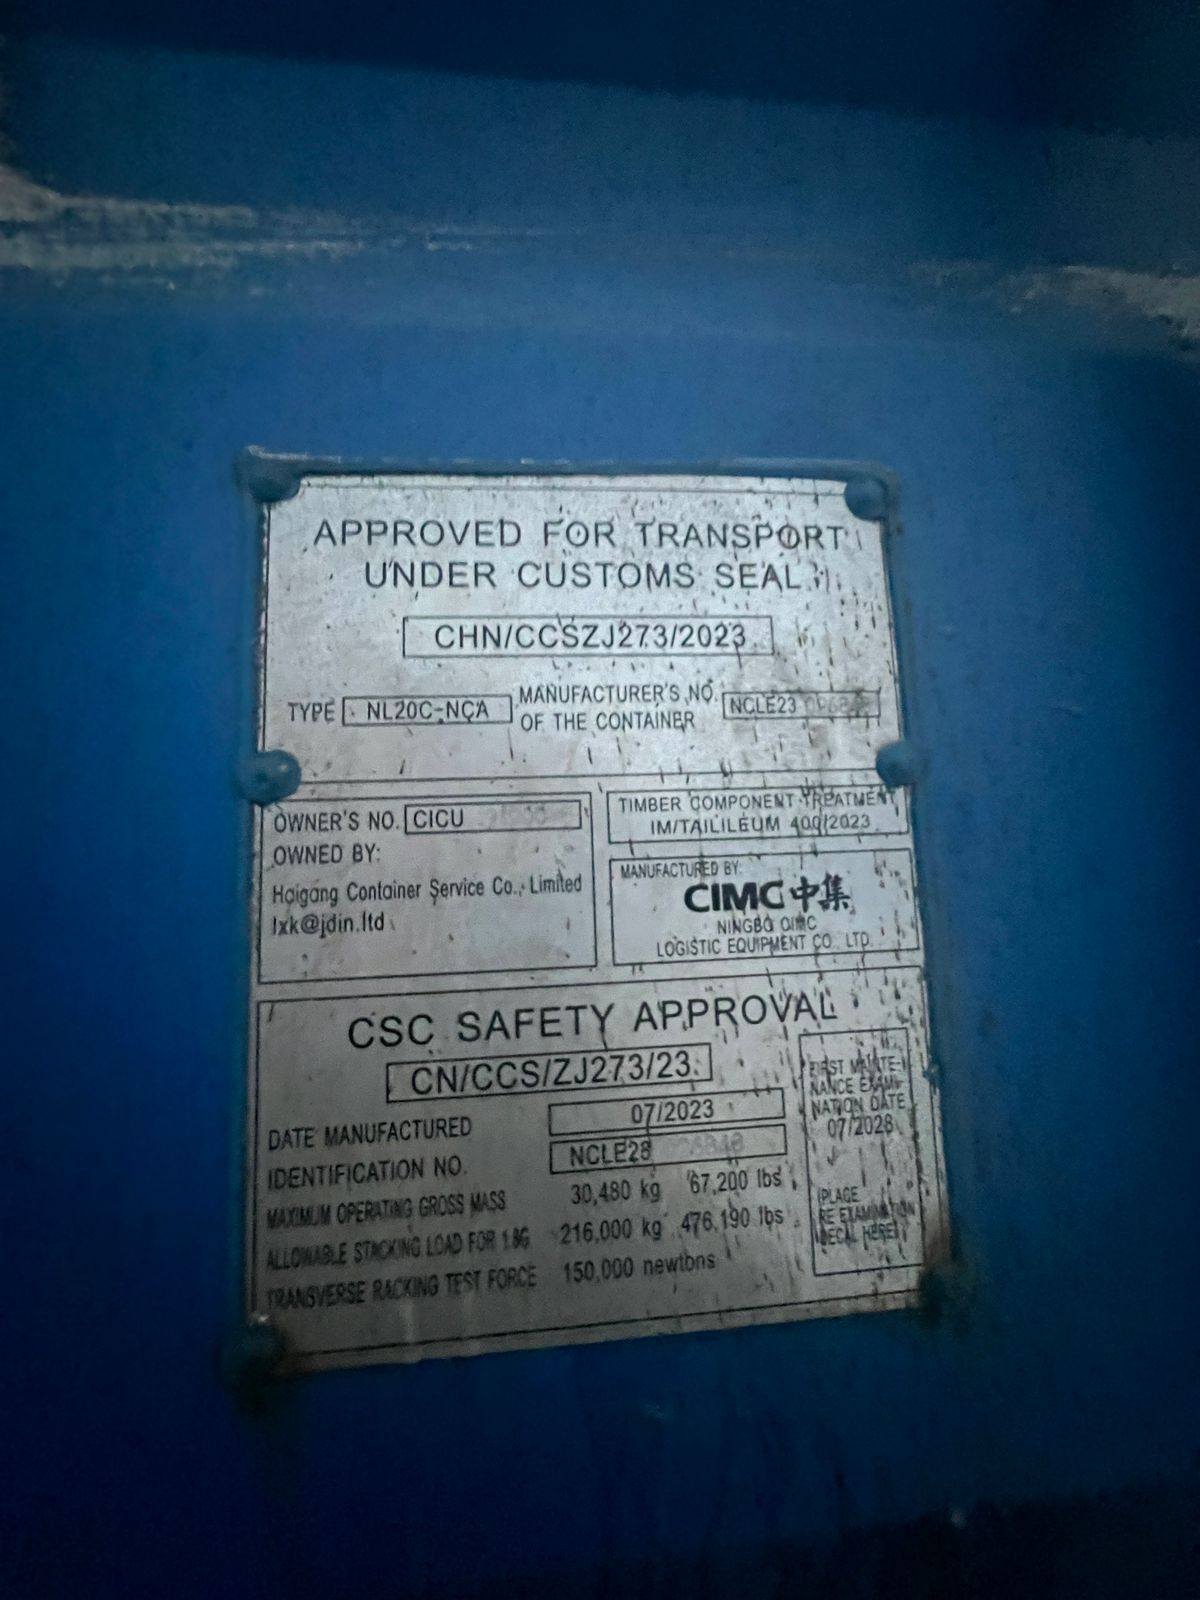 APPROVED FOR TRANSPORT
UNDER CUSTOMS SEAL
CHN/CCSZJ273/2023
TYPE NL20C-NCA MANUFACTURER'S NO. OF THE CONTAINER NCLE23
OWNER'S NO. CICU
OWNED BY:
Haigang Container Service Co., Limited
lxk@jdin.ltd
TIMBER COMPONENT TREATMENT
IM/TAILILEUM 400/2023
MANUFACTURED BY:
CIMC中集
NINGBO CIMC
LOGISTIC EQUIPMENT CO. LTD.
CSC SAFETY APPROVAL
CN/CCS/ZJ273/23
DATE MANUFACTURED 07/2023
IDENTIFICATION NO. NCLE23
MAXIMUM OPERATING GROSS MASS 30,480 kg 67,200 lbs
ALLOWABLE STACKING LOAD FOR 1.8G 216,000 kg 476,190 lbs
TRANSVERSE RACKING TEST FORCE 150,000 newtons
FIRST MAINTE-
NANCE EXAMI-
NATION DATE
07/2028
(PLACE
RE EXAMINATION
DECAL HERE)